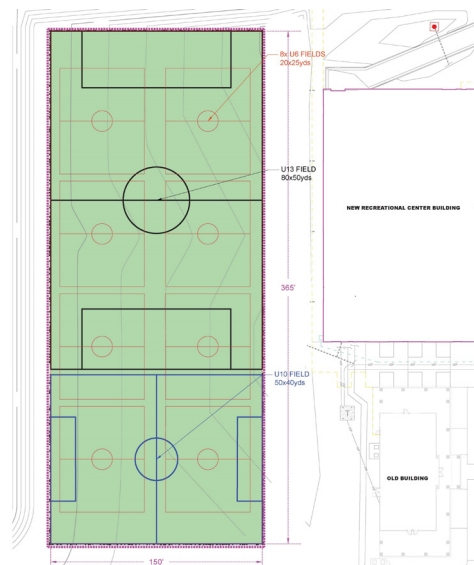 8x U6 FIELDS
20x25yds
U13 FIELD
80x50yds
NEW RECREATIONAL CENTER BUILDING
365'
U10 FIELD
50x40yds
T
OLD BUILDING
150'